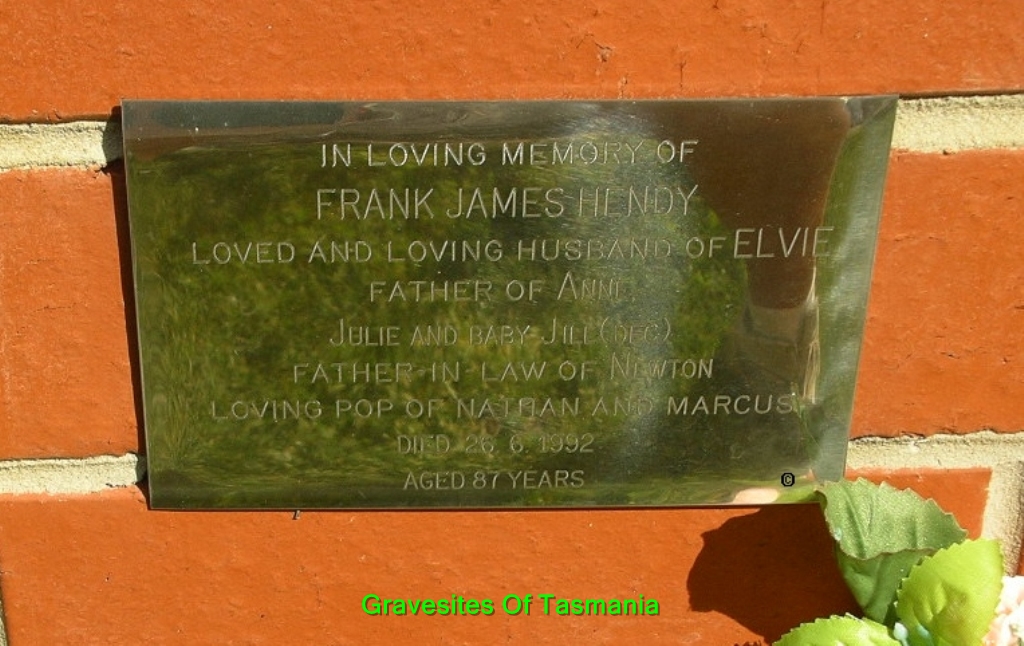 IN LOVING MEMORY OF
FRANK JAMES HENDY
LOVED AND LOVING HUSBAND OF ELVIE
FATHER OF ANNE,
JULIE AND BABY JILL (DEC)
FATHER-IN-LAW OF NEWTON
LOVING POP OF NATHAN AND MARCUS
DIED 26. 6. 1992
AGED 87 YEARS
©
Gravesites Of Tasmania